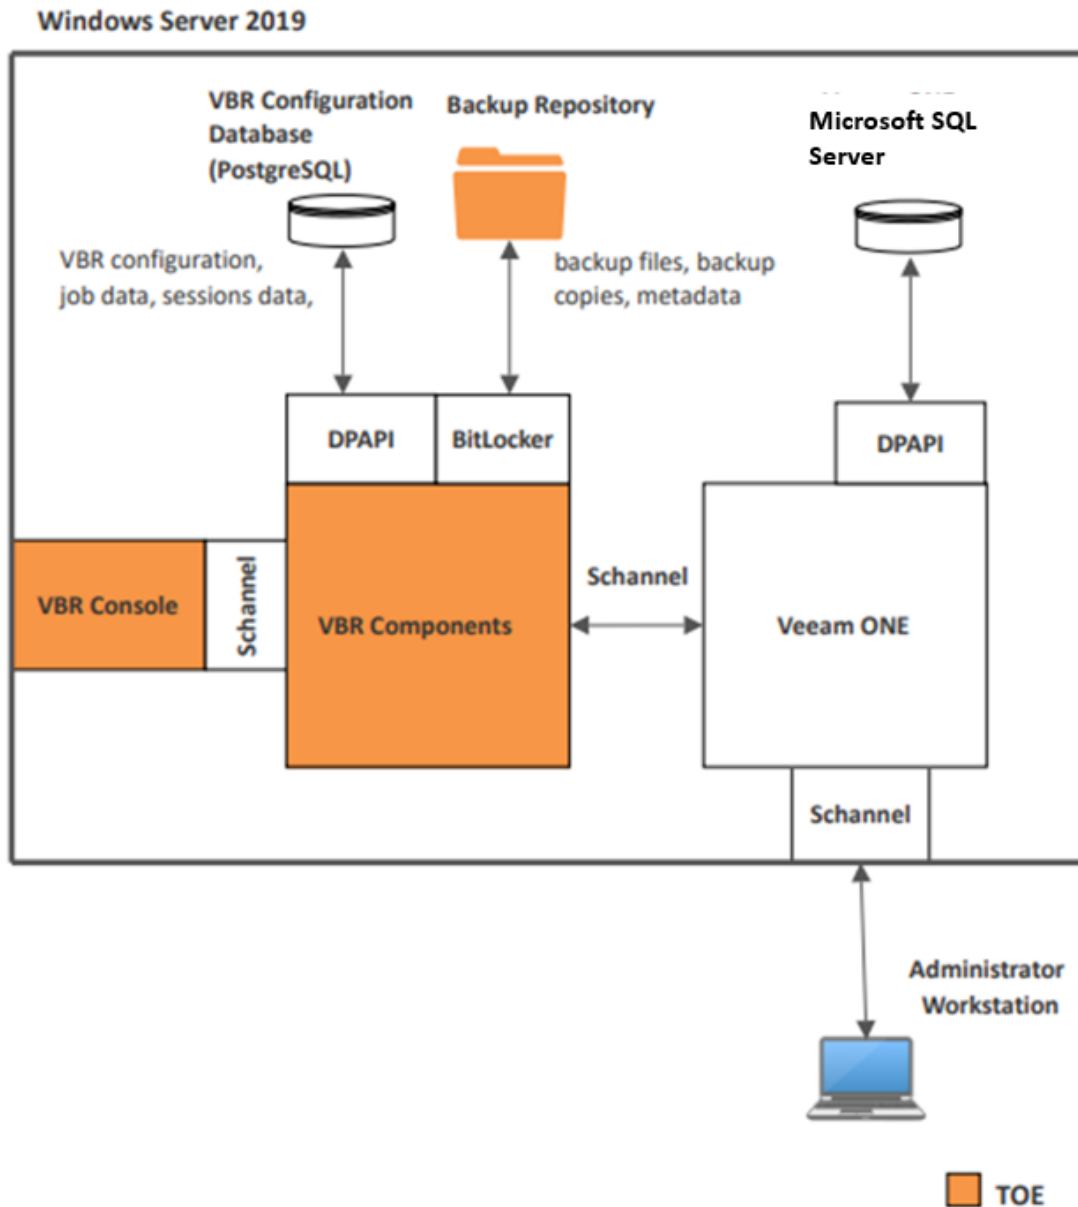 Windows Server 2019
VBR Configuration
Database
(PostgreSQL)
Backup Repository
Microsoft SQL
Server
VBR configuration,
job data, sessions data,
backup files, backup
copies, metadata
DPAPI
BitLocker
DPAPI
VBR Console
Schannel
VBR Components
Schannel
Veeam ONE
Schannel
Administrator
Workstation
TOE